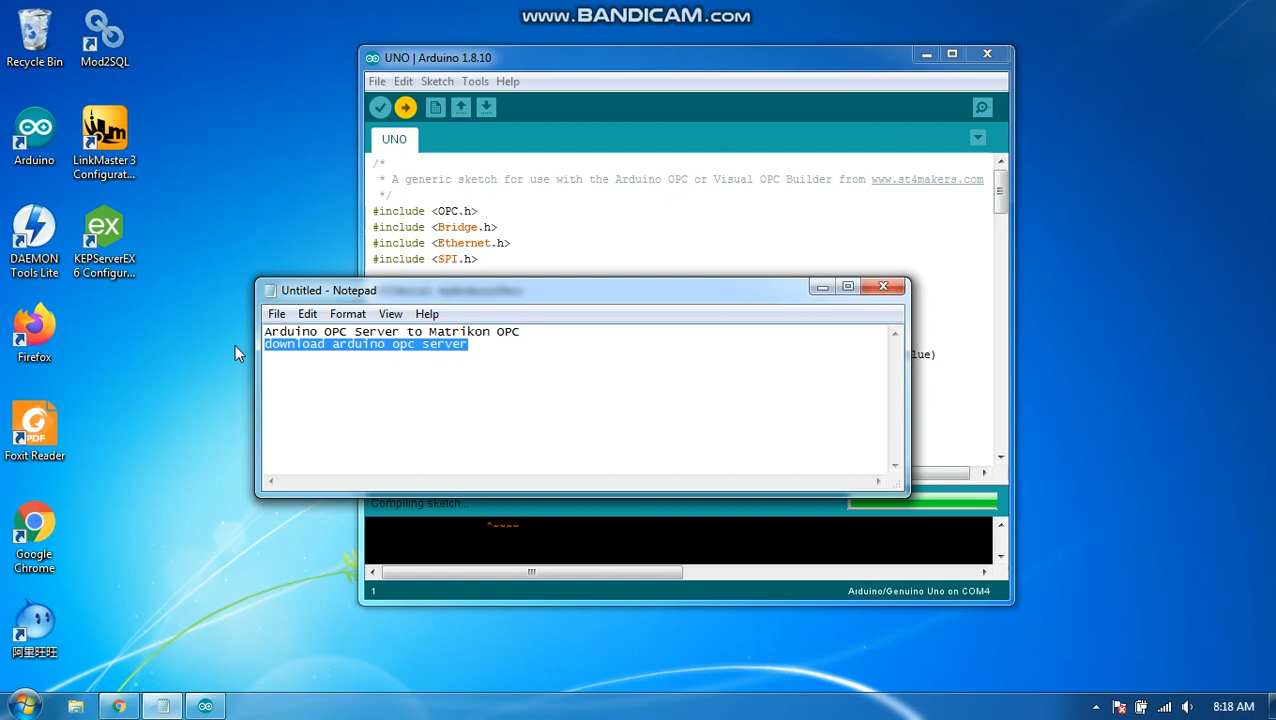 www.BANDICAM.com
Recycle Bin
Mod2SQL
Arduino
LinkMaster 3
Configurat...
DAEMON
Tools Lite
KEPServerEX
6 Configur...
Firefox
Foxit Reader
Google
Chrome
阿里旺旺
UNO | Arduino 1.8.10
File Edit Sketch Tools Help
UNO
/*
* A generic sketch for use with the Arduino OPC or Visual OPC Builder from www.st4makers.com
*/
#include <OPC.h>
#include <Bridge.h>
#include <Ethernet.h>
#include <SPI.h>
Untitled - Notepad
File Edit Format View Help
Arduino OPC Server to Matrikon OPC
download arduino opc server
lue)
Compiling sketch...
^~~~~
1
Arduino/Genuino Uno on COM4
8:18 AM